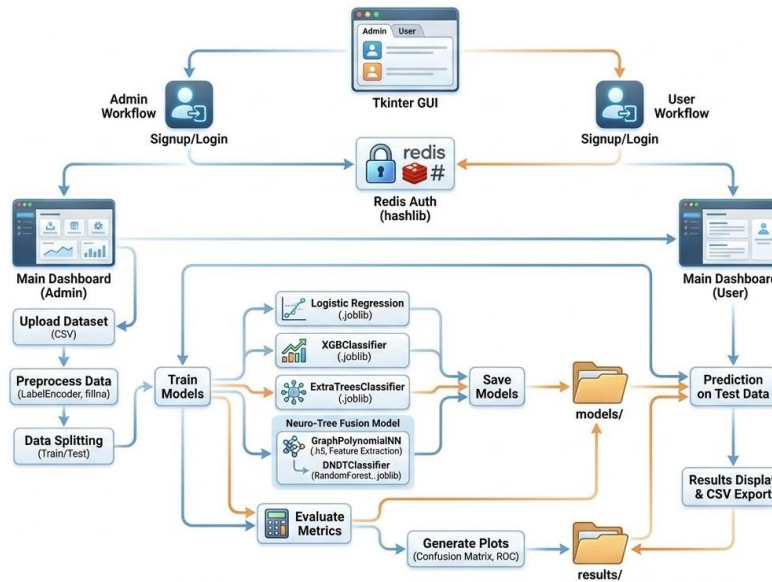 Admin User
Tkinter GUI
Admin
Workflow
Signup/Login
User
Workflow
Signup/Login
redis
#
Redis Auth
(hashlib)
Main Dashboard
(Admin)
Main Dashboard
(User)
Upload Dataset
(CSV)
Preprocess Data
(LabelEncoder, fillna)
Data Splitting
(Train/Test)
Train
Models
Logistic Regression
(.joblib)
XGBClassifier
(.joblib)
ExtraTreesClassifier
(.joblib)
Neuro-Tree Fusion Model
GraphPolynomialNN
(.h5, Feature Extraction)
DNDTClassifier
(RandomForest,.joblib)
Save
Models
models/
Prediction
on Test Data
Results Display
& CSV Export
Evaluate
Metrics
Generate Plots
(Confusion Matrix, ROC)
results/